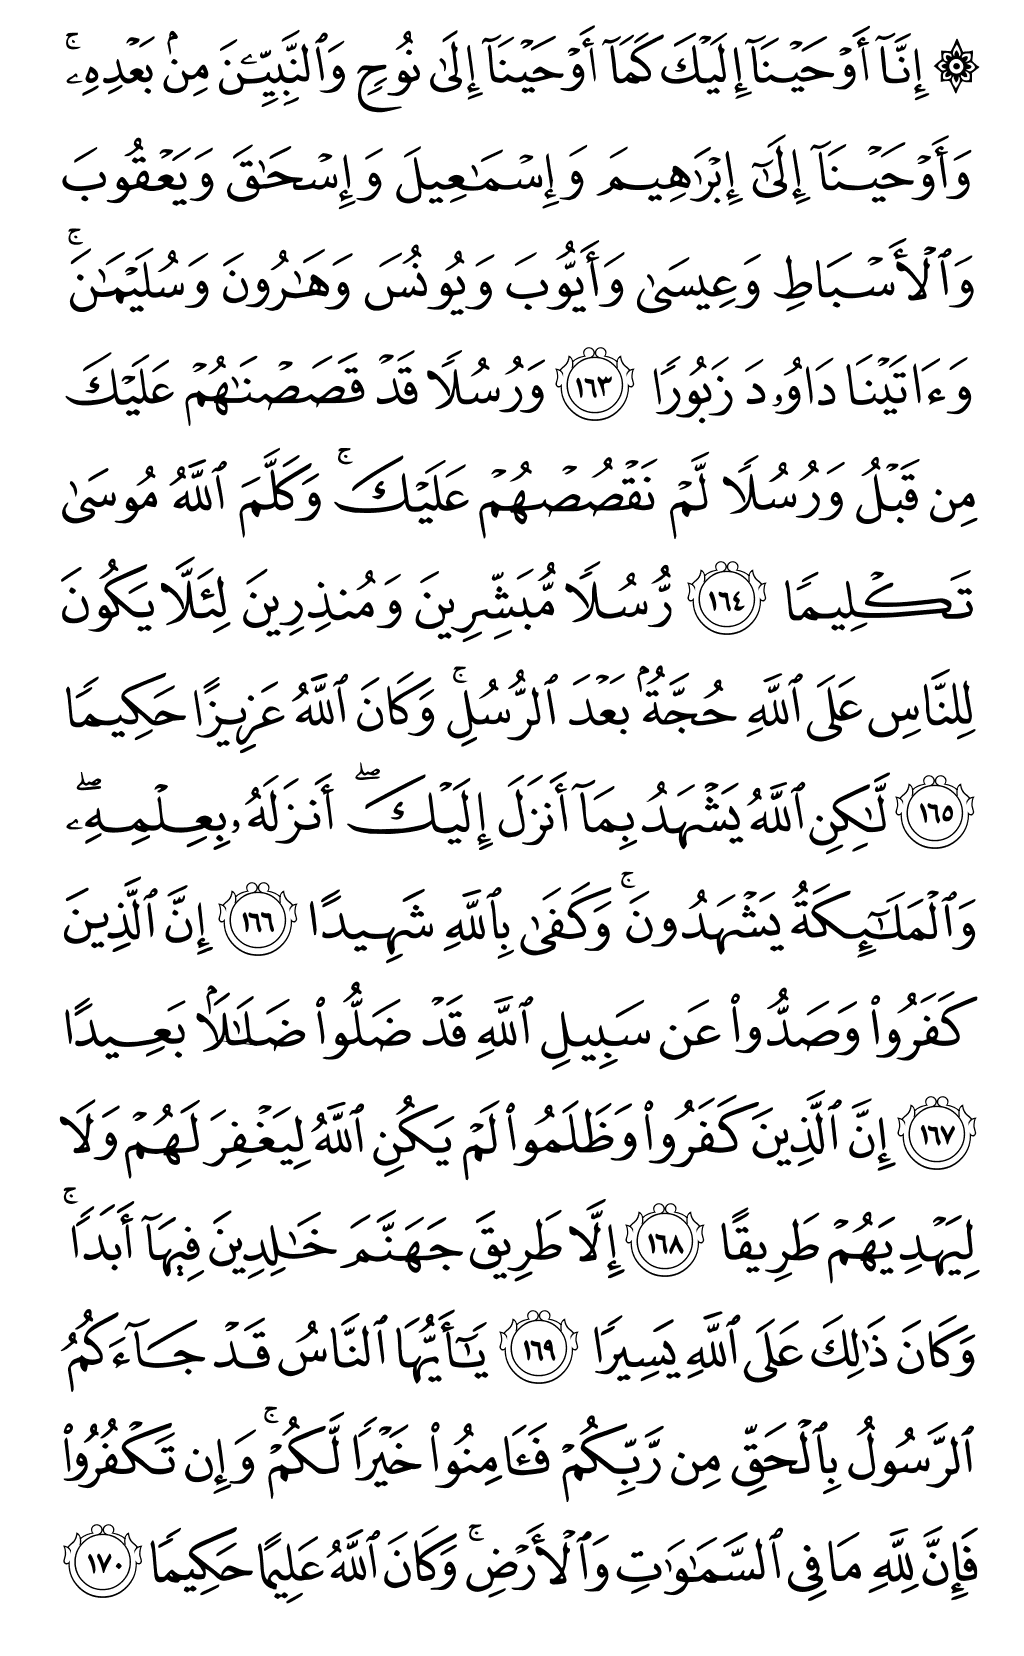 ۞ إِنَّآ أَوْحَيْنَآ إِلَيْكَ كَمَآ أَوْحَيْنَآ إِلَىٰ نُوحٍ وَٱلنَّبِيِّـۧنَ مِنۢ بَعْدِهِۦ ۚ
وَأَوْحَيْنَآ إِلَىٰٓ إِبْرَٰهِيمَ وَإِسْمَـٰعِيلَ وَإِسْحَـٰقَ وَيَعْقُوبَ
وَٱلْأَسْبَاطِ وَعِيسَىٰ وَأَيُّوبَ وَيُونُسَ وَهَـٰرُونَ وَسُلَيْمَـٰنَ ۚ
وَءَاتَيْنَا دَاوُۥدَ زَبُورًا ١٦٣ وَرُسُلًا قَدْ قَصَصْنَـٰهُمْ عَلَيْكَ
مِن قَبْلُ وَرُسُلًا لَّمْ نَقْصُصْهُمْ عَلَيْكَ ۚ وَكَلَّمَ ٱللَّهُ مُوسَىٰ
تَكْلِيمًا ١٦٤ رُّسُلًا مُّبَشِّرِينَ وَمُنذِرِينَ لِئَلَّا يَكُونَ
لِلنَّاسِ عَلَى ٱللَّهِ حُجَّةٌۢ بَعْدَ ٱلرُّسُلِ ۚ وَكَانَ ٱللَّهُ عَزِيزًا حَكِيمًا
١٦٥ لَّـٰكِنِ ٱللَّهُ يَشْهَدُ بِمَآ أَنزَلَ إِلَيْكَ ۖ أَنزَلَهُۥ بِعِلْمِهِۦ ۖ
وَٱلْمَلَـٰٓئِكَةُ يَشْهَدُونَ ۚ وَكَفَىٰ بِٱللَّهِ شَهِيدًا ١٦٦ إِنَّ ٱلَّذِينَ
كَفَرُوا۟ وَصَدُّوا۟ عَن سَبِيلِ ٱللَّهِ قَدْ ضَلُّوا۟ ضَلَـٰلًۢا بَعِيدًا
١٦٧ إِنَّ ٱلَّذِينَ كَفَرُوا۟ وَظَلَمُوا۟ لَمْ يَكُنِ ٱللَّهُ لِيَغْفِرَ لَهُمْ وَلَا
لِيَهْدِيَهُمْ طَرِيقًا ١٦٨ إِلَّا طَرِيقَ جَهَنَّمَ خَـٰلِدِينَ فِيهَآ أَبَدًا ۚ
وَكَانَ ذَٰلِكَ عَلَى ٱللَّهِ يَسِيرًا ١٦٩ يَـٰٓأَيُّهَا ٱلنَّاسُ قَدْ جَآءَكُمُ
ٱلرَّسُولُ بِٱلْحَقِّ مِن رَّبِّكُمْ فَـَٔامِنُوا۟ خَيْرًا لَّكُمْ ۚ وَإِن تَكْفُرُوا۟
فَإِنَّ لِلَّهِ مَا فِى ٱلسَّمَـٰوَٰتِ وَٱلْأَرْضِ ۚ وَكَانَ ٱللَّهُ عَلِيمًا حَكِيمًا ١٧٠